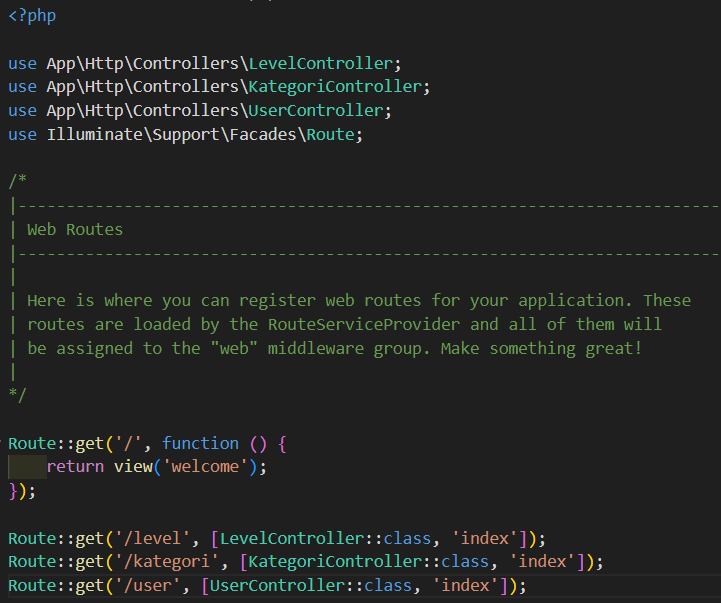 <?php
use App\Http\Controllers\LevelController;
use App\Http\Controllers\KategoriController;
use App\Http\Controllers\UserController;
use Illuminate\Support\Facades\Route;
/*
|--------------------------------------------------------------------------
| Web Routes
|--------------------------------------------------------------------------
|
| Here is where you can register web routes for your application. These
| routes are loaded by the RouteServiceProvider and all of them will
| be assigned to the "web" middleware group. Make something great!
|
*/
Route::get('/', function () {
    return view('welcome');
});
Route::get('/level', [LevelController::class, 'index']);
Route::get('/kategori', [KategoriController::class, 'index']);
Route::get('/user', [UserController::class, 'index']);